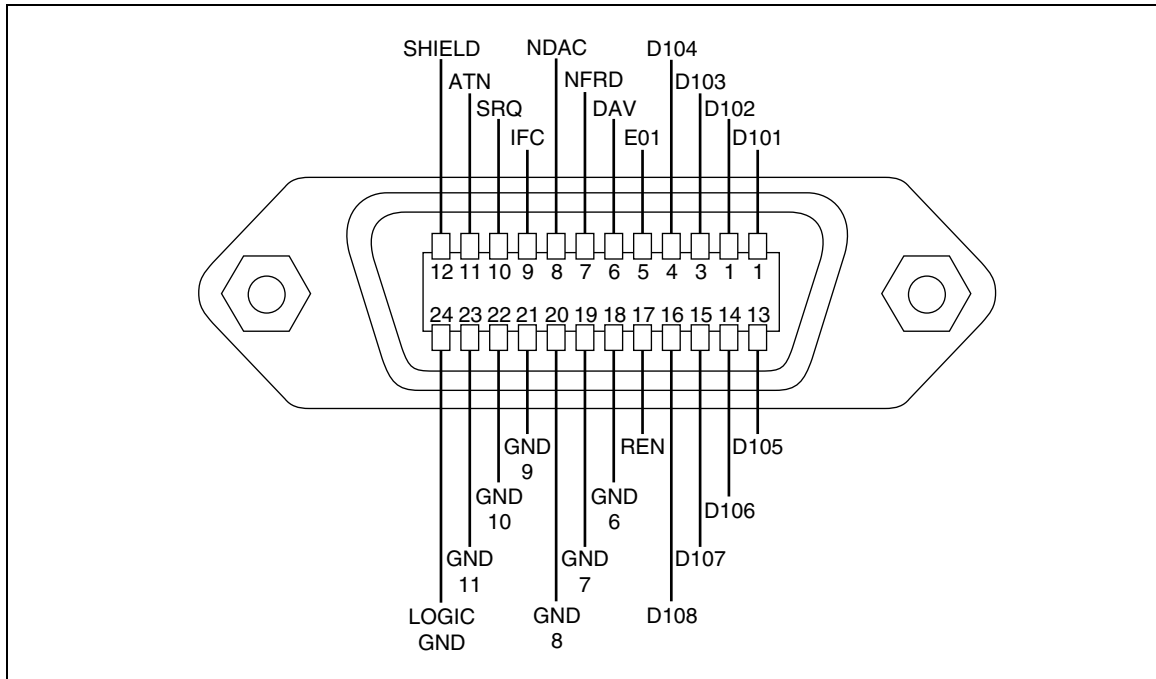 SHIELD NDAC D104
ATN NFRD D103
SRQ DAV D102
IFC E01 D101
12 11 10 9 8 7 6 5 4 3 1 1
24 23 22 21 20 19 18 17 16 15 14 13
GND 9
REN
D105
GND 10
GND 6
D106
GND 11
GND 7
D107
LOGIC GND
GND 8
D108